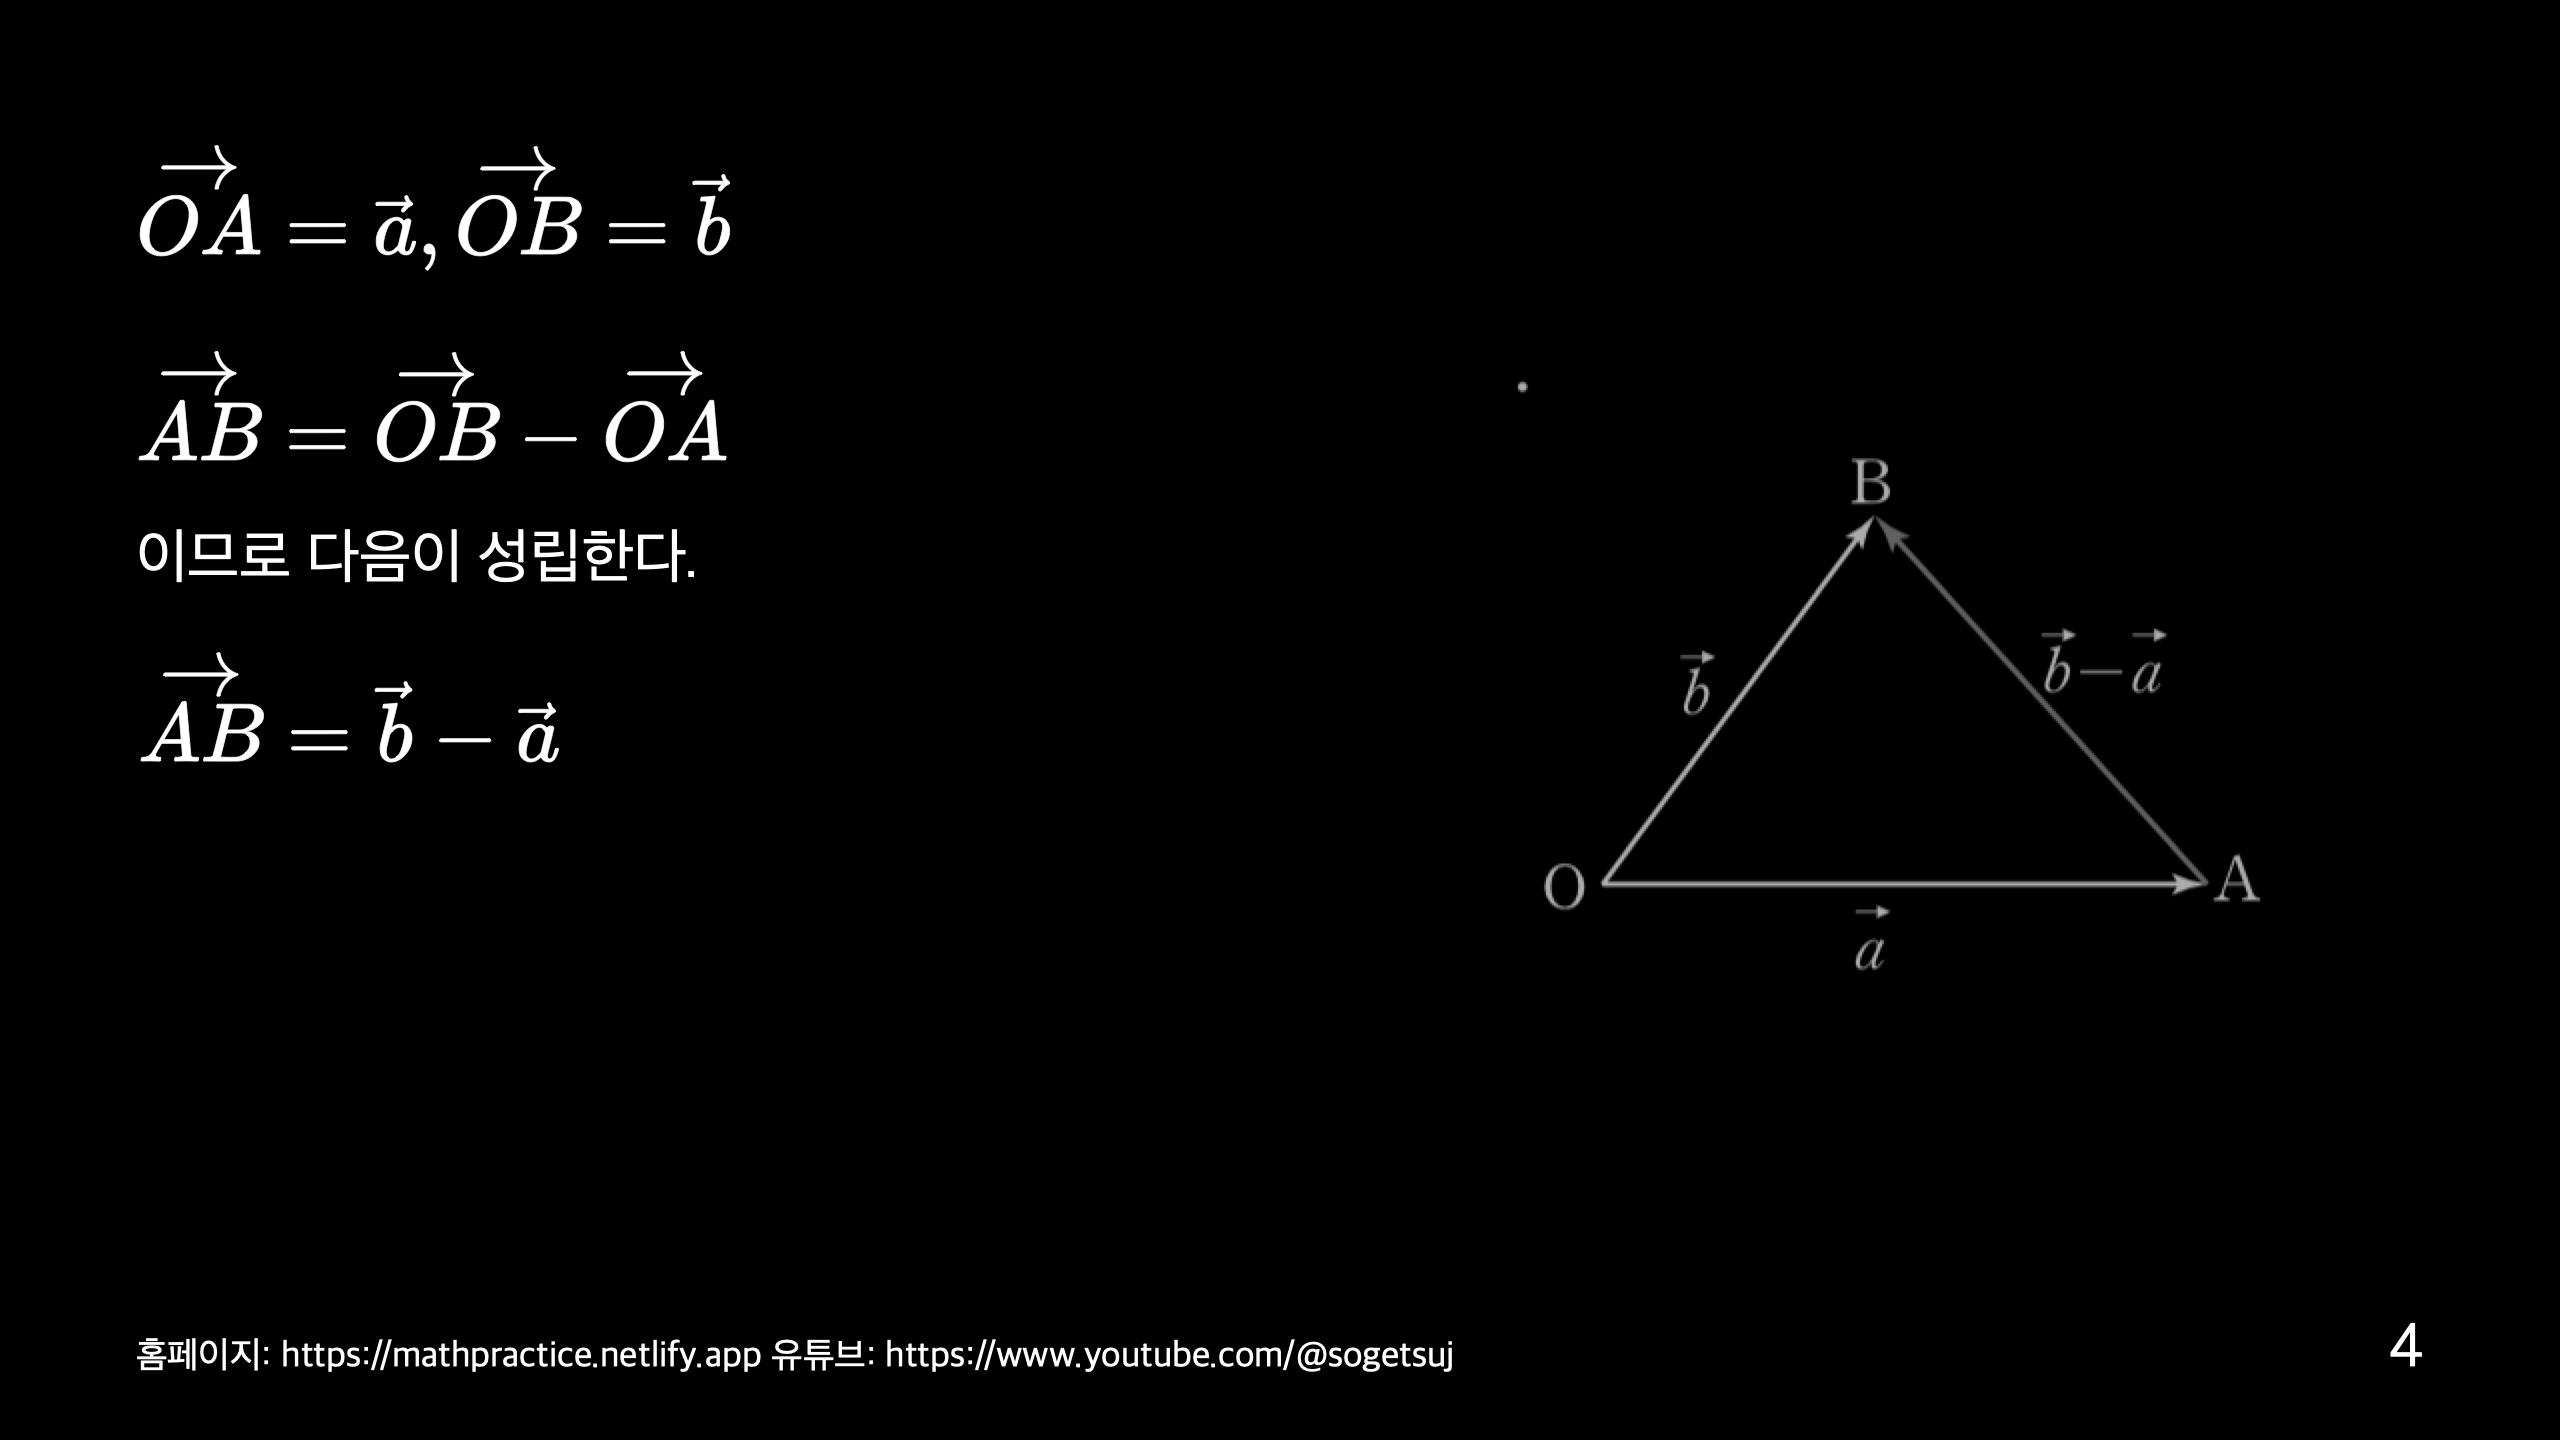 $\overrightarrow{OA} = \vec{a}, \overrightarrow{OB} = \vec{b}$
$\overrightarrow{AB} = \overrightarrow{OB} - \overrightarrow{OA}$
이므로 다음이 성립한다.
$\overrightarrow{AB} = \vec{b} - \vec{a}$
B
$\vec{b}$
$\vec{b} - \vec{a}$
O
A
$\vec{a}$
홈페이지: https://mathpractice.netlify.app 유튜브: https://www.youtube.com/@sogetsuj
4